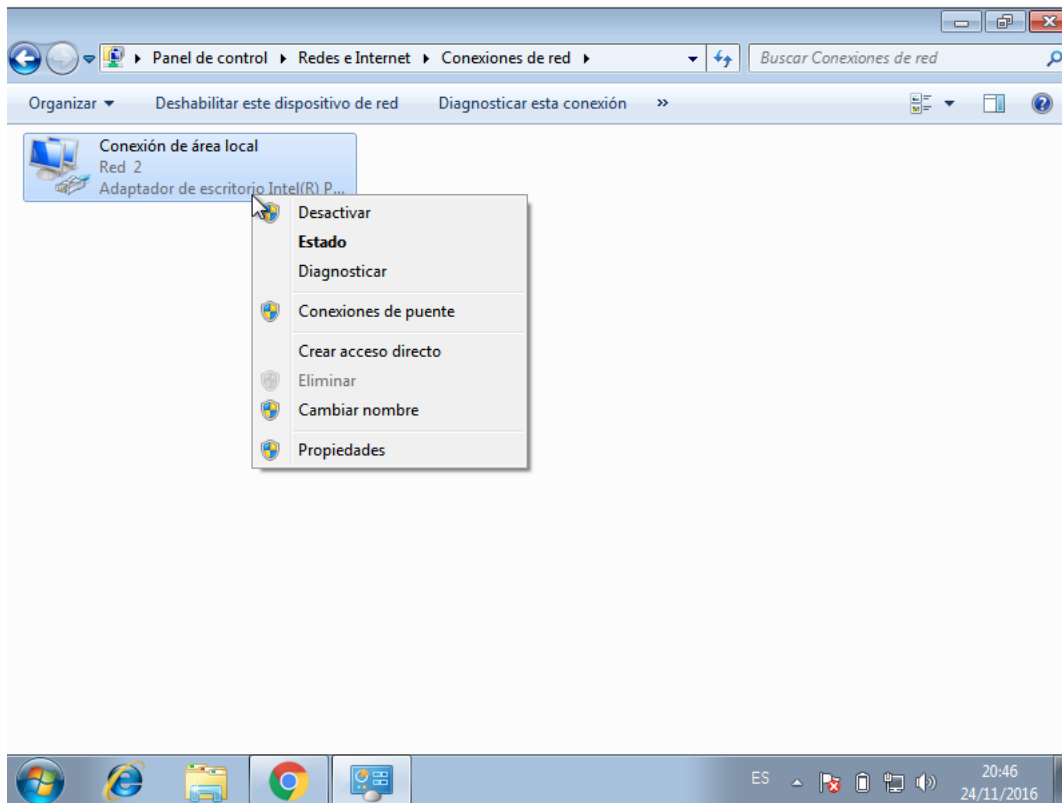 Panel de control Redes e Internet Conexiones de red
Buscar Conexiones de red
Organizar Deshabilitar este dispositivo de red Diagnosticar esta conexión »
Conexión de área local
Red 2
Adaptador de escritorio Intel(R) P...
Desactivar
Estado
Diagnosticar
Conexiones de puente
Crear acceso directo
Eliminar
Cambiar nombre
Propiedades
ES
20:46
24/11/2016